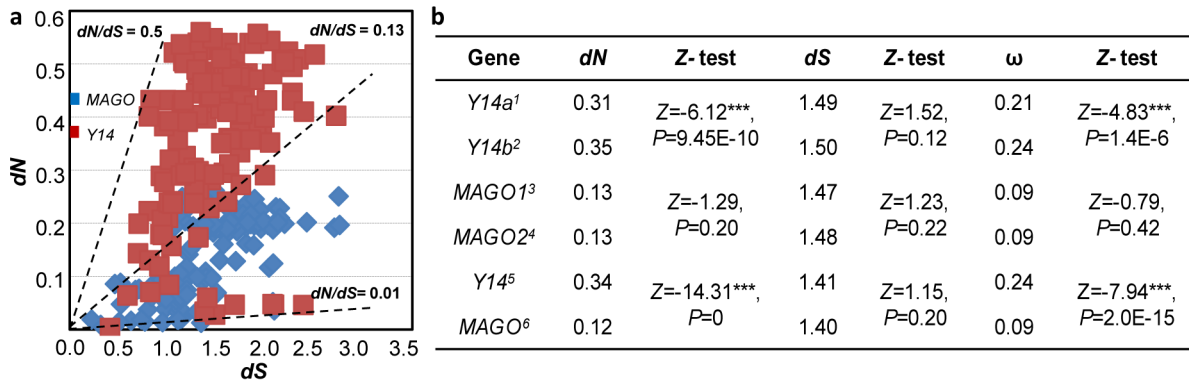 a
0.6
0.5
0.4
0.3
0.2
0.1
dN
dN/dS = 0.5
dN/dS = 0.13
MAGO
Y14
dN/dS = 0.01
0.0 0.5 1.0 1.5 2.0 2.5 3.0 3.5
dS
b
Gene dN Z- test dS Z- test ω Z- test
Y14a¹ 0.31 1.49 0.21
Z=-6.12***, Z=1.52, Z=-4.83***,
P=9.45E-10 P=0.12 P=1.4E-6
Y14b² 0.35 1.50 0.24
MAGO1³ 0.13 1.47 0.09
Z=-1.29, Z=1.23, Z=-0.79,
P=0.20 P=0.22 P=0.42
MAGO2⁴ 0.13 1.48 0.09
Y14⁵ 0.34 1.41 0.24
Z=-14.31***, Z=1.15, Z=-7.94***,
P=0 P=0.20 P=2.0E-15
MAGO⁶ 0.12 1.40 0.09